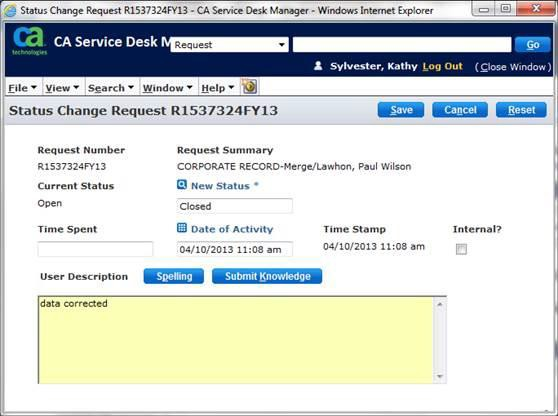 Status Change Request R1537324FY13 - CA Service Desk Manager - Windows Internet Explorer
ca technologies
CA Service Desk M Request Go
Sylvester, Kathy Log Out (Close Window)
File View Search Window Help
Status Change Request R1537324FY13 Save Cancel Reset
Request Number Request Summary
R1537324FY13 CORPORATE RECORD-Merge/Lawhon, Paul Wilson
Current Status New Status *
Open Closed
Time Spent Date of Activity Time Stamp Internal?
04/10/2013 11:08 am 04/10/2013 11:08 am
User Description Spelling Submit Knowledge
data corrected